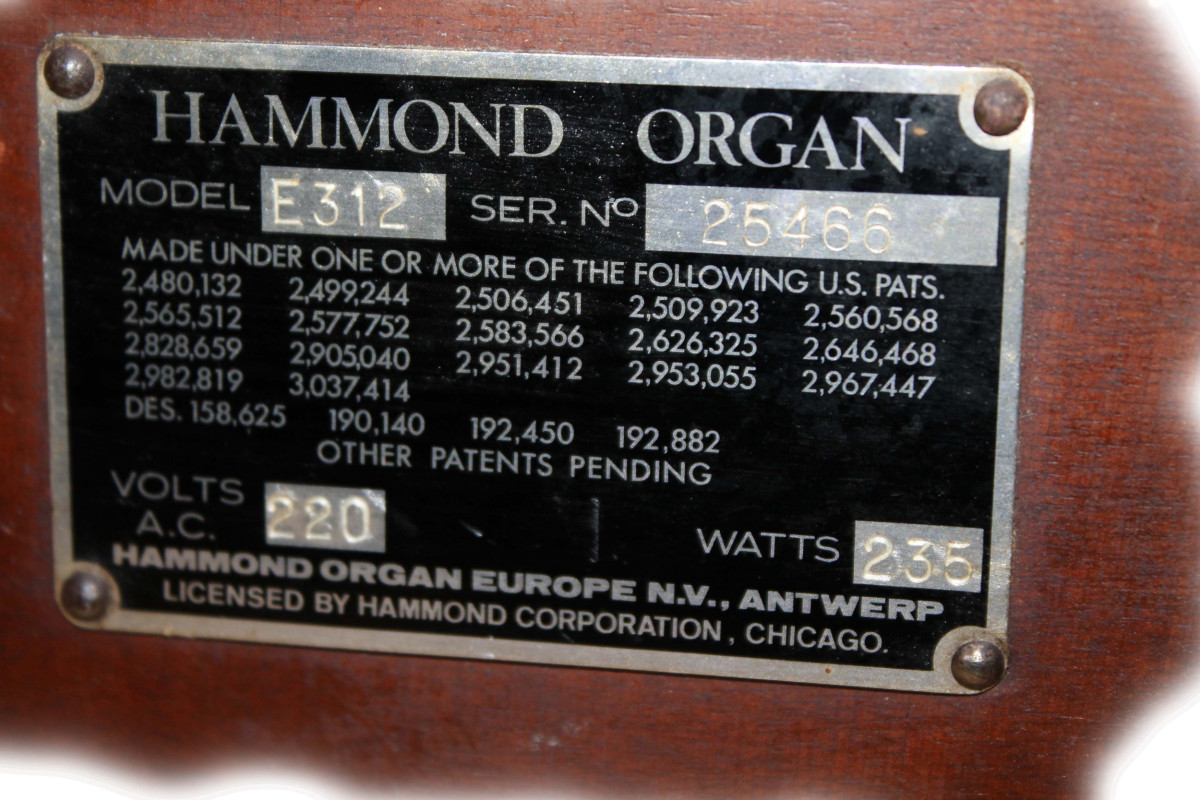 HAMMOND ORGAN
MODEL E312 SER. Nº 25466
MADE UNDER ONE OR MORE OF THE FOLLOWING U.S. PATS.
2,480,132 2,499,244 2,506,451 2,509,923 2,560,568
2,565,512 2,577,752 2,583,566 2,626,325 2,646,468
2,828,659 2,905,040 2,951,412 2,953,055 2,967,447
2,982,819 3,037,414
DES. 158,625 190,140 192,450 192,882
OTHER PATENTS PENDING
VOLTS
A.C. 220 WATTS 235
HAMMOND ORGAN EUROPE N.V., ANTWERP
LICENSED BY HAMMOND CORPORATION, CHICAGO.